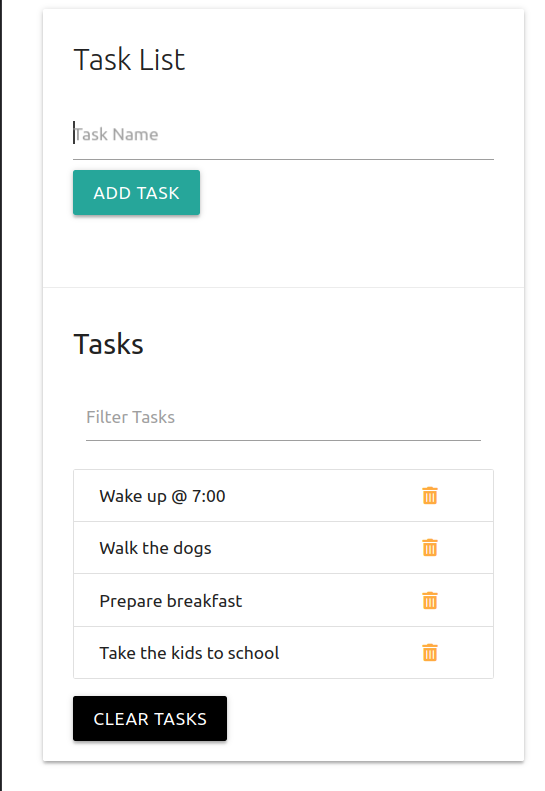 Task List
Task Name
ADD TASK
Tasks
Filter Tasks
Wake up @ 7:00
Walk the dogs
Prepare breakfast
Take the kids to school
CLEAR TASKS